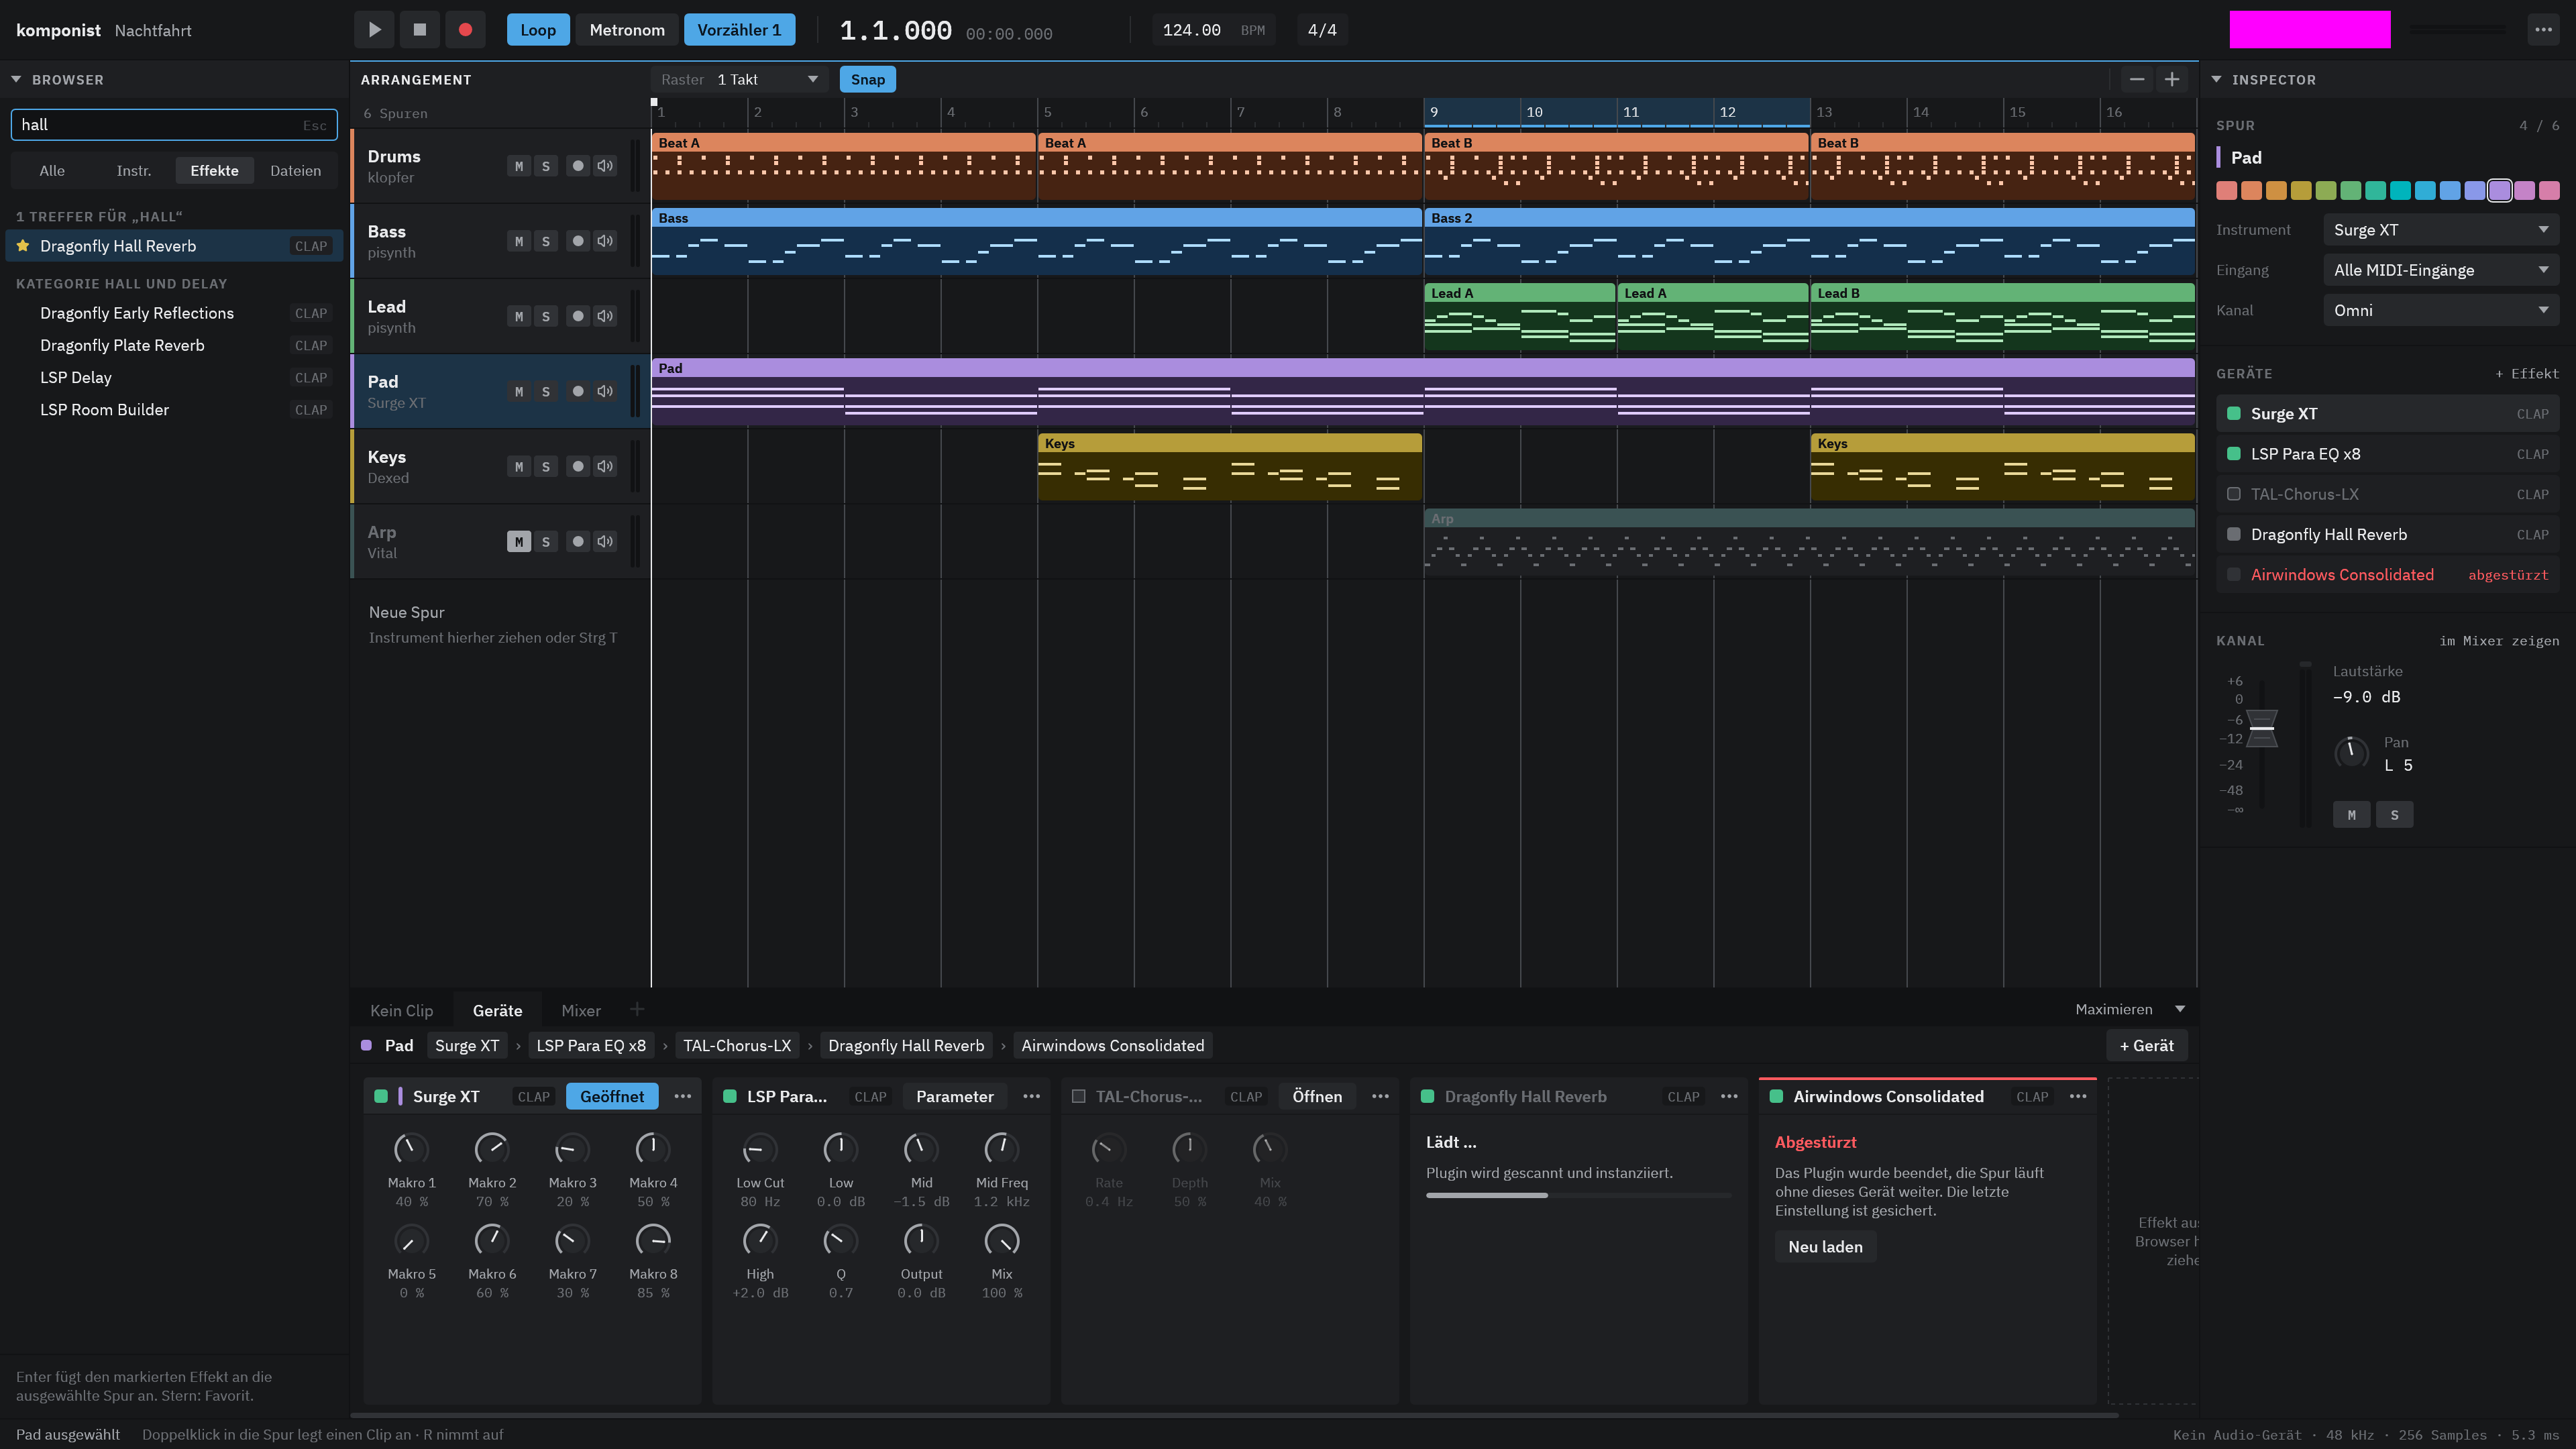 komponist Nachtfahrt
Loop Metronom Vorzähler 1
1.1.000 00:00.000
124.00 BPM 4/4
BROWSER
hall Esc
Alle Instr. Effekte Dateien
1 TREFFER FÜR „HALL“
Dragonfly Hall Reverb CLAP
KATEGORIE HALL UND DELAY
Dragonfly Early Reflections CLAP
Dragonfly Plate Reverb CLAP
LSP Delay CLAP
LSP Room Builder CLAP
Enter fügt den markierten Effekt an die
ausgewählte Spur an. Stern: Favorit.
ARRANGEMENT
Raster 1 Takt Snap
6 Spuren
1 2 3 4 5 6 7 8 9 10 11 12 13 14 15 16
Drums M S
klopfer
Beat A Beat A Beat B Beat B
Bass M S
pisynth
Bass Bass 2
Lead M S
pisynth
Lead A Lead A Lead B
Pad M S
Surge XT
Pad
Keys M S
Dexed
Keys Keys
Arp M S
Vital
Arp
Neue Spur
Instrument hierher ziehen oder Strg T
Kein Clip Geräte Mixer +
Maximieren
Pad Surge XT › LSP Para EQ x8 › TAL-Chorus-LX › Dragonfly Hall Reverb › Airwindows Consolidated
+ Gerät
Surge XT CLAP Geöffnet
Makro 1 Makro 2 Makro 3 Makro 4
40 % 70 % 20 % 50 %
Makro 5 Makro 6 Makro 7 Makro 8
0 % 60 % 30 % 85 %
LSP Para... CLAP Parameter
Low Cut Low Mid Mid Freq
80 Hz 0.0 dB −1.5 dB 1.2 kHz
High Q Output Mix
+2.0 dB 0.7 0.0 dB 100 %
TAL-Chorus-... CLAP Öffnen
Rate Depth Mix
0.4 Hz 50 % 40 %
Dragonfly Hall Reverb CLAP
Lädt ...
Plugin wird gescannt und instanziiert.
Airwindows Consolidated CLAP
Abgestürzt
Das Plugin wurde beendet, die Spur läuft
ohne dieses Gerät weiter. Die letzte
Einstellung ist gesichert.
Neu laden
Effekt aus
Browser h
ziehe
INSPECTOR
SPUR 4 / 6
Pad
Instrument Surge XT
Eingang Alle MIDI-Eingänge
Kanal Omni
GERÄTE + Effekt
Surge XT CLAP
LSP Para EQ x8 CLAP
TAL-Chorus-LX CLAP
Dragonfly Hall Reverb CLAP
Airwindows Consolidated abgestürzt
KANAL im Mixer zeigen
+6
0
−6
−12
−24
−48
−∞
Lautstärke
−9.0 dB
Pan
L 5
M S
Pad ausgewählt Doppelklick in die Spur legt einen Clip an · R nimmt auf
Kein Audio-Gerät · 48 kHz · 256 Samples · 5.3 ms